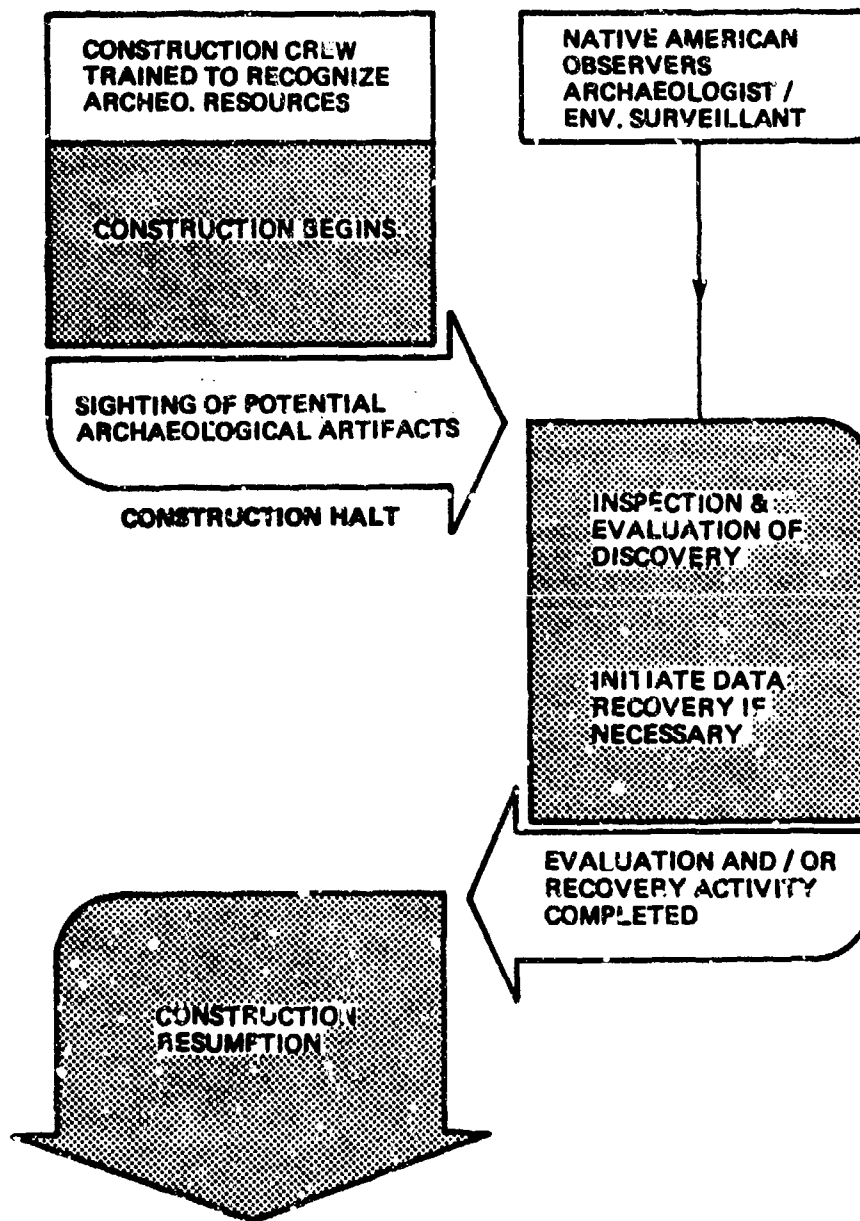 CONSTRUCTION CREW
TRAINED TO RECOGNIZE
ARCHEO. RESOURCES
CONSTRUCTION BEGINS
NATIVE AMERICAN
OBSERVERS
ARCHAEOLOGIST /
ENV. SURVEILLANT
SIGHTING OF POTENTIAL
ARCHAEOLOGICAL ARTIFACTS
CONSTRUCTION HALT
INSPECTION &
EVALUATION OF
DISCOVERY
INITIATE DATA
RECOVERY IF
NECESSARY
EVALUATION AND / OR
RECOVERY ACTIVITY
COMPLETED
CONSTRUCTION
RESUMPTION